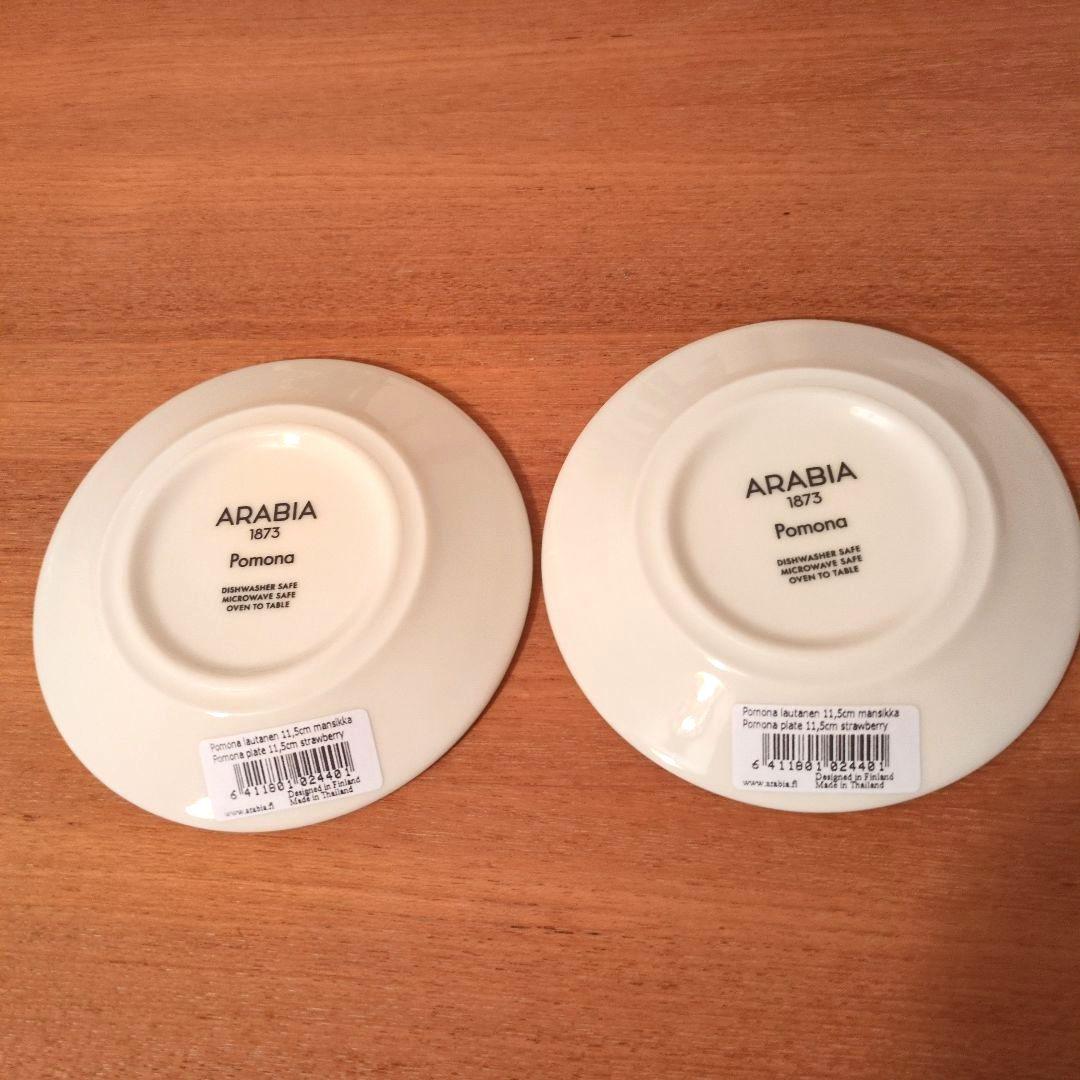 ARABIA
1873
Pomona
DISHWASHER SAFE
MICROWAVE SAFE
OVEN TO TABLE
Pomona lautanen 11,5cm mansikka
Pomona plate 11,5cm strawberry
6 411801 024401
Designed in Finland
www.arabia.fi Made in Thailand
ARABIA
1873
Pomona
DISHWASHER SAFE
MICROWAVE SAFE
OVEN TO TABLE
Pomona lautanen 11,5cm mansikka
Pomona plate 11,5cm strawberry
6 411801 024401
Designed in Finland
www.arabia.fi Made in Thailand